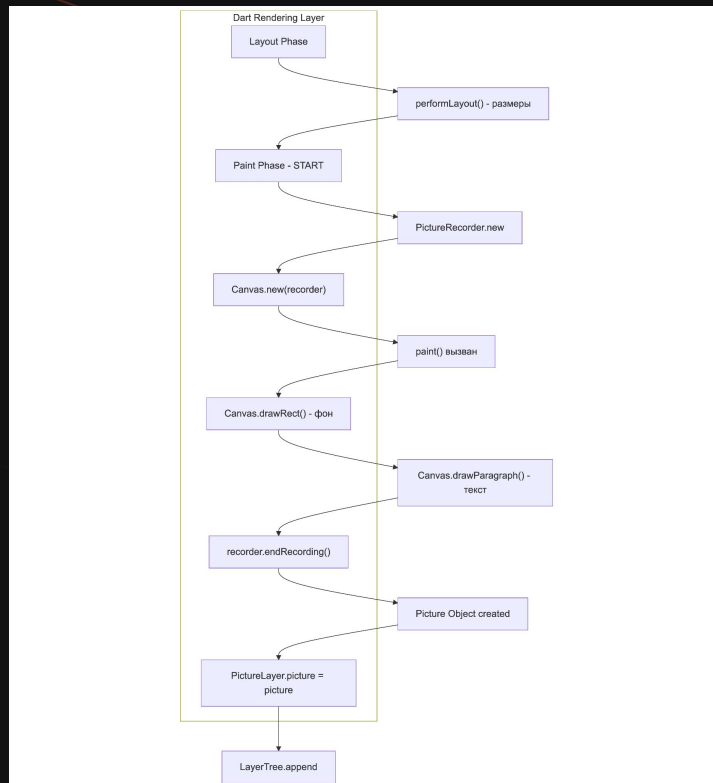 Dart Rendering Layer
Layout Phase
performLayout() - размеры
Paint Phase - START
PictureRecorder.new
Canvas.new(recorder)
paint() вызван
Canvas.drawRect() - фон
Canvas.drawParagraph() -
текст
recorder.endRecording()
Picture Object created
PictureLayer.picture =
picture
LayerTree.append